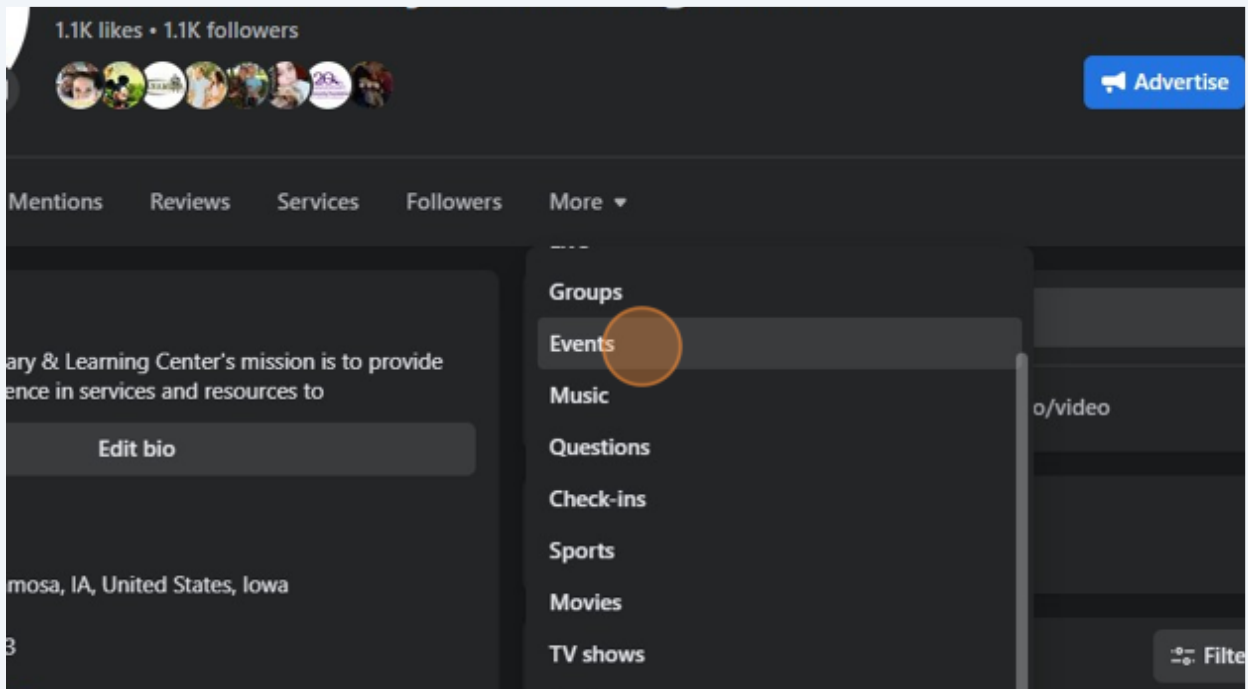 1.1K likes • 1.1K followers
Advertise
Mentions
Reviews
Services
Followers
More
Groups
Events
Music
Questions
Check-ins
Sports
Movies
TV shows
ary & Learning Center's mission is to provide
ence in services and resources to
Edit bio
mosa, IA, United States, Iowa
3
o/video
Filte